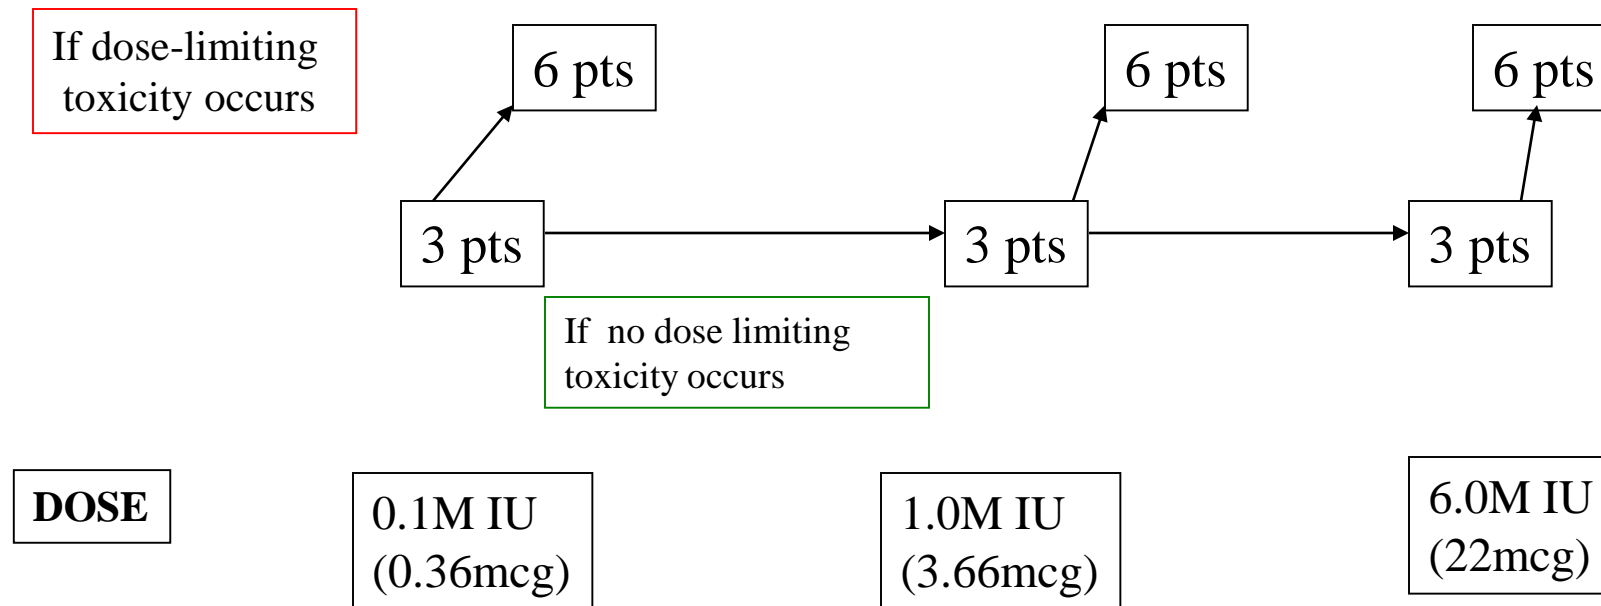 If dose-limiting
toxicity occurs
6 pts
6 pts
6 pts
3 pts
3 pts
3 pts
If no dose limiting
toxicity occurs
DOSE
0.1M IU
(0.36mcg)
1.0M IU
(3.66mcg)
6.0M IU
(22mcg)